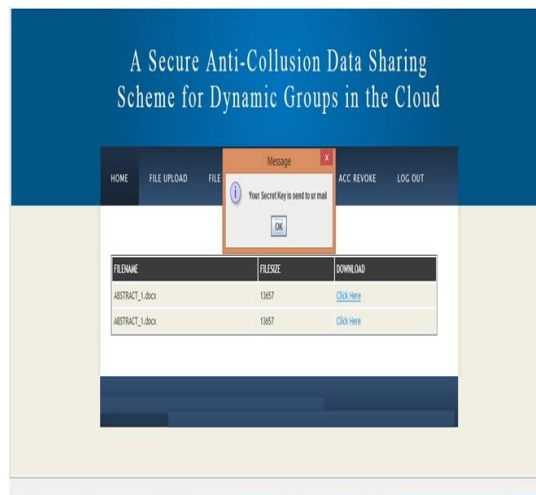 A Secure Anti-Collusion Data Sharing
Scheme for Dynamic Groups in the Cloud
Message
x
HOME FILE UPLOAD FILE ACC REVOKE LOG OUT
i Your Secret Key is send to ur mail
OK
FILENAME FILESIZE DOWNLOAD
ABSTRACT_1.docx 13657 Click Here
ABSTRACT_1.docx 13657 Click Here